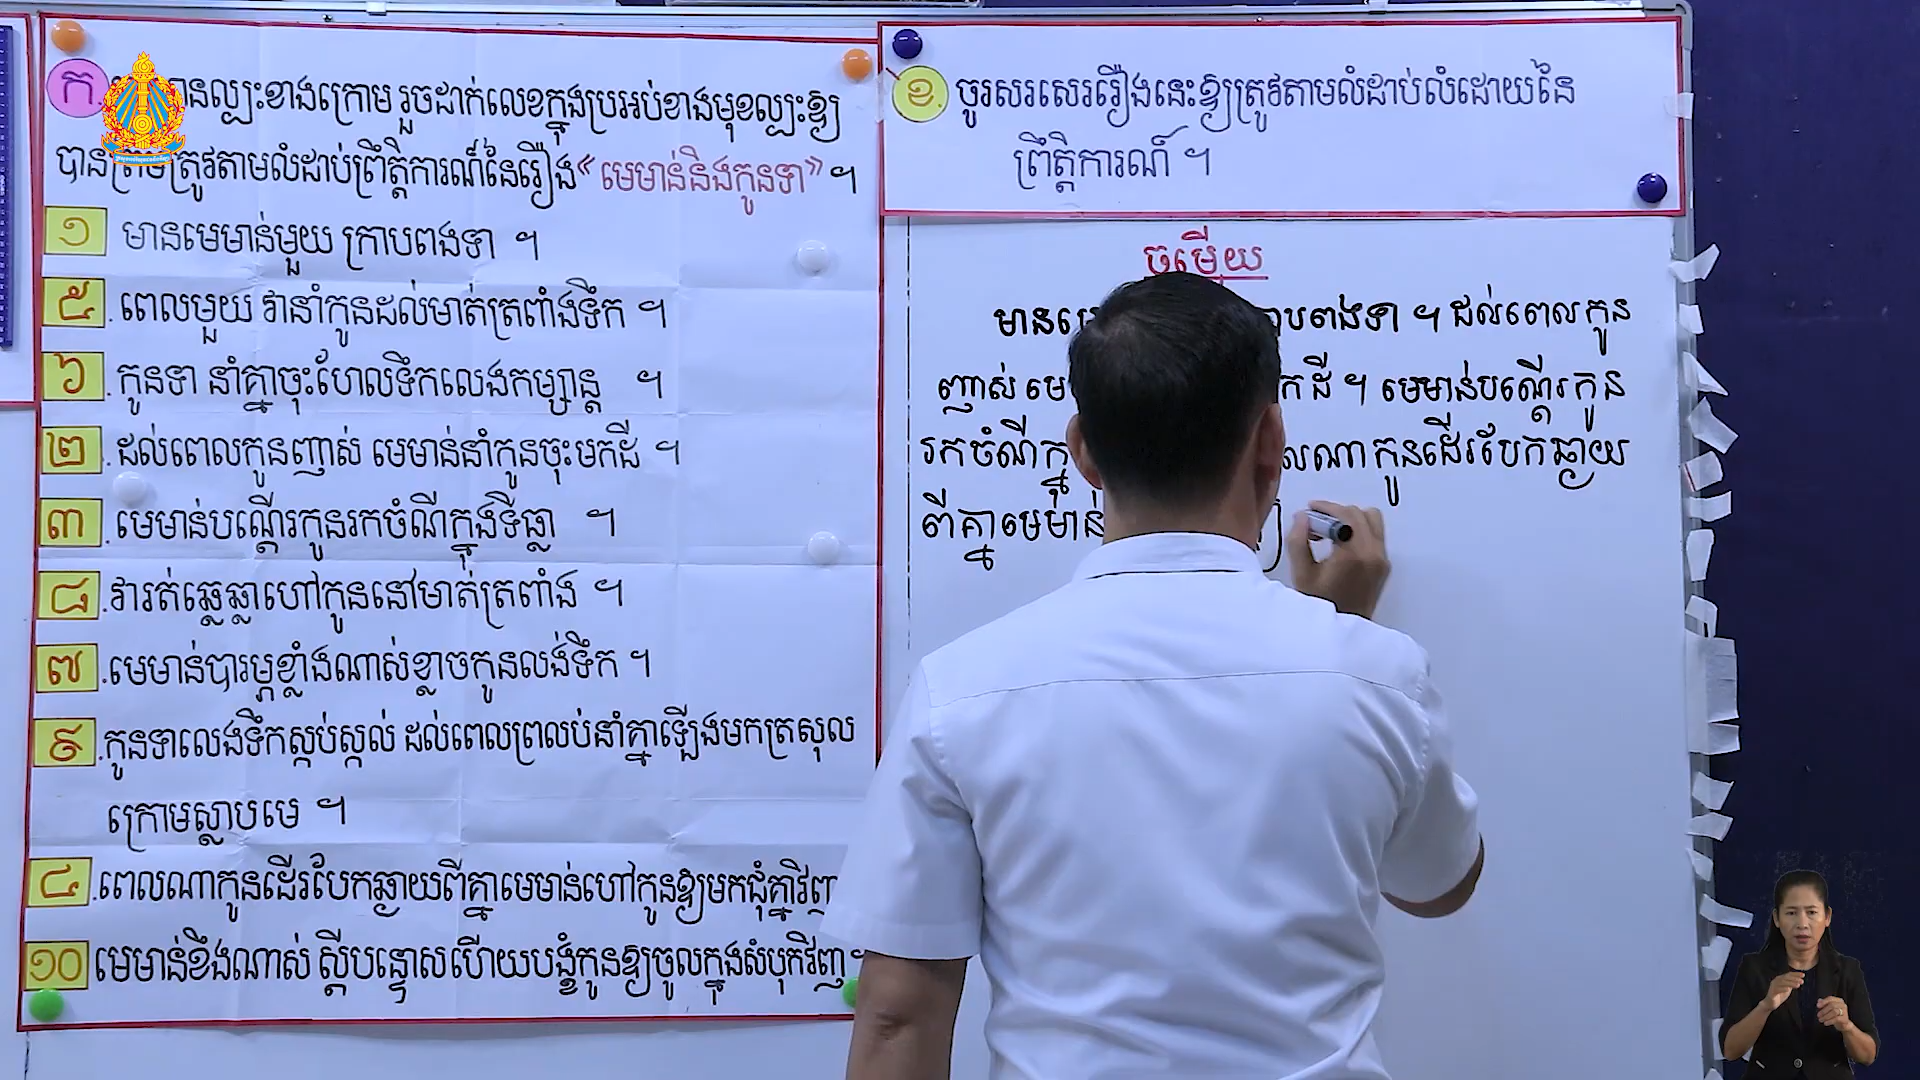 ក. ានល្បះខាងក្រោម រួចដាក់លេខក្នុងប្រអប់ខាងមុខល្បះឱ្យ
បានត្រឹមត្រូវតាមលំដាប់ព្រឹត្តិការណ៍នៃរឿង «មេមាន់និងកូនទា» ។
១ មានមេមាន់មួយ ក្រាបពងទា ។
៥ . ពេលមួយ វានាំកូនដល់មាត់ត្រពាំងទឹក ។
៦ . កូនទា នាំគ្នាចុះហែលទឹកលេងកម្សាន្ត ។
២ . ដល់ពេលកូនញាស់ មេមាន់នាំកូនចុះមកដី ។
៣ . មេមាន់បណ្ដើរកូនរកចំណីក្នុងទីធ្លា ។
៨ . វារត់ឆ្លេឆ្លាហៅកូននៅមាត់ត្រពាំង ។
៧ . មេមាន់បារម្ភខ្លាំងណាស់ខ្លាចកូនលង់ទឹក ។
៩ . កូនទាលេងទឹកស្កប់ស្កល់ ដល់ពេលព្រលប់នាំគ្នាឡើងមកត្រសុល
ក្រោមស្លាបមេ ។
៤ . ពេលណាកូនដើរបែកឆ្ងាយពីគ្នាមេមាន់ហៅកូនឱ្យមកជុំគ្នាវិញ
១០ មេមាន់ខឹងណាស់ ស្ដីបន្ទោសហើយបង្ខំកូនឱ្យចូលក្នុងសំបុកវិញ។
ខ. ចូរសរសេររឿងនេះឱ្យត្រូវតាមលំដាប់លំដោយនៃ
ព្រឹត្តិការណ៍ ។
ចម្លើយ
មានមេ ាបពងទា ។ ដល់ពេលកូន
ញាស់ មេ កដី ។ មេមាន់បណ្ដើរកូន
រកចំណីក្នុ លណាកូនដើរបែកឆ្ងាយ
ពីគ្នាមេមាន់